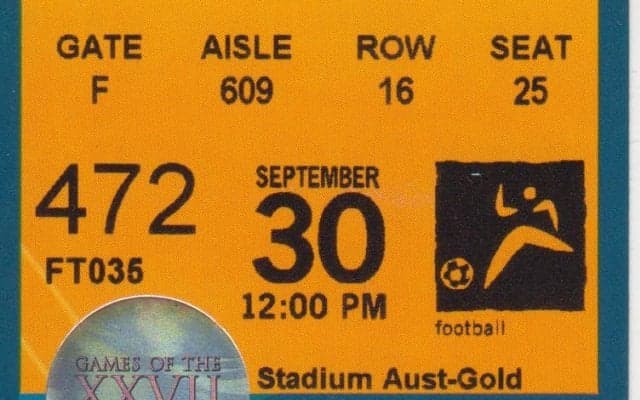 GATE AISLE ROW SEAT
F 609 16 25
472
FT035
SEPTEMBER
30
12:00 PM
football
GAMES OF THE
XXVII
Stadium Aust-Gold